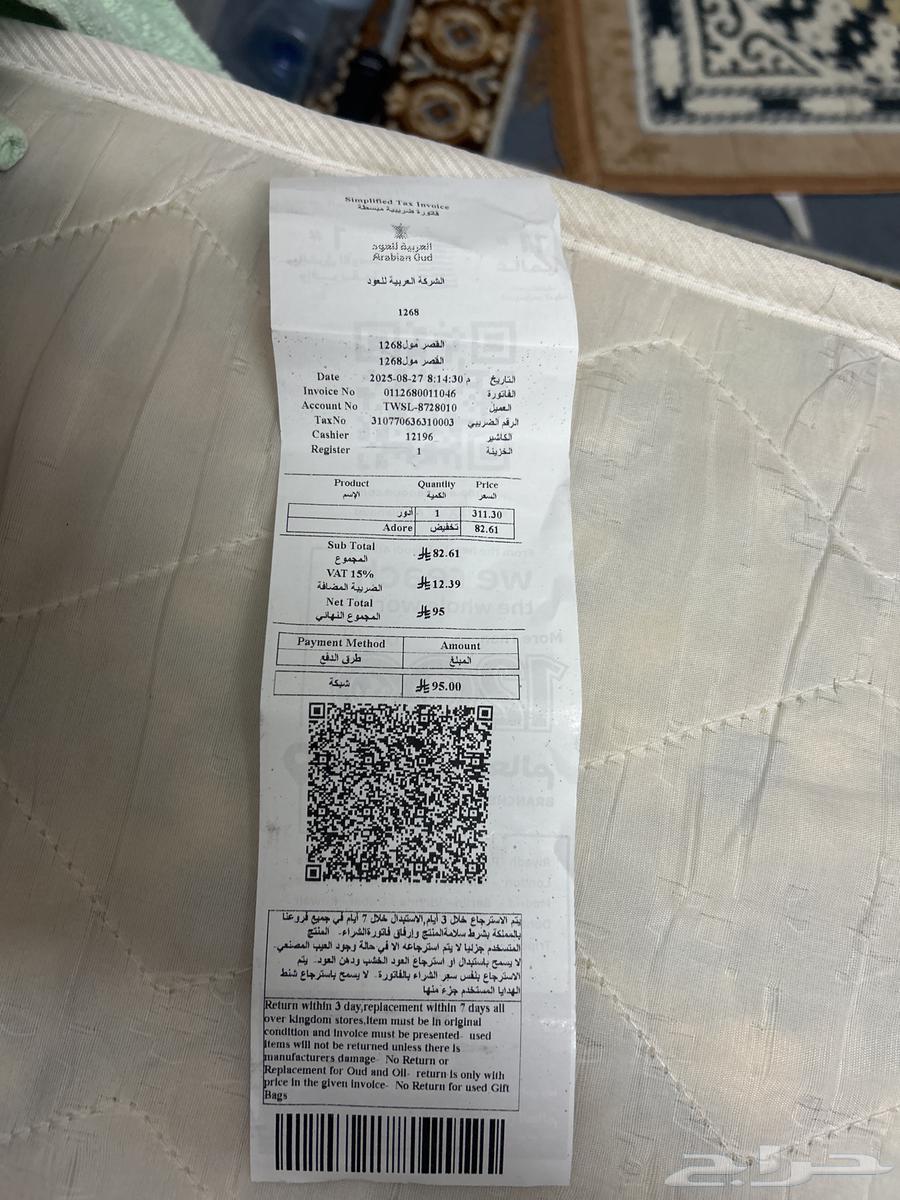 Simplified Tax Invoice
فاتورة ضريبية مبسطة
العربية للعود
Arabian Oud
الشركة العربية للعود
1268
القصر مول1268
القصر مول1268
Date 2025-08-27 8:14:30 م التاريخ
Invoice No 0112680011046 الفاتورة
Account No TWSL-8728010 العميل
TaxNo 310770636310003 الرقم الضريبي
Cashier 12196 الكاشير
Register 1 الخزينة
Product Quantity Price
الإسم الكمية السعر
أدور 1 311.30
Adore تخفيض 82.61
Sub Total
المجموع 82.61
VAT 15%
الضريبة المضافة 12.39
Net Total
المجموع النهائي 95
Payment Method Amount
طرق الدفع المبلغ
شبكة 95.00
يتم الاسترجاع خلال 3 أيام,الاستبدال خلال 7 أيام في جميع فروعنا
بالمملكة بشرط سلامةالمنتج وإرفاق فاتورةالشراء. المنتج
المتسخدم جزئيا لا يتم استرجاعه الا في حالة وجود العيب المصنعي.
لا يسمح باستبدال او استرجاع العود الخشب ودهن العود. يتم
الاسترجاع بنفس سعر الشراء بالفاتورة. لا يسمح باسترجاع شنط
الهدايا المستخدم جزء منها
Return within 3 day,replacement within 7 days all
over kingdom stores,item must be in original
condition and invoice must be presented- used
items will not be returned unless there is
manufacturers damage- No Return or
Replacement for Oud and Oil- return is only with
price in the given invoice- No Return for used Gift
Bags
حراج